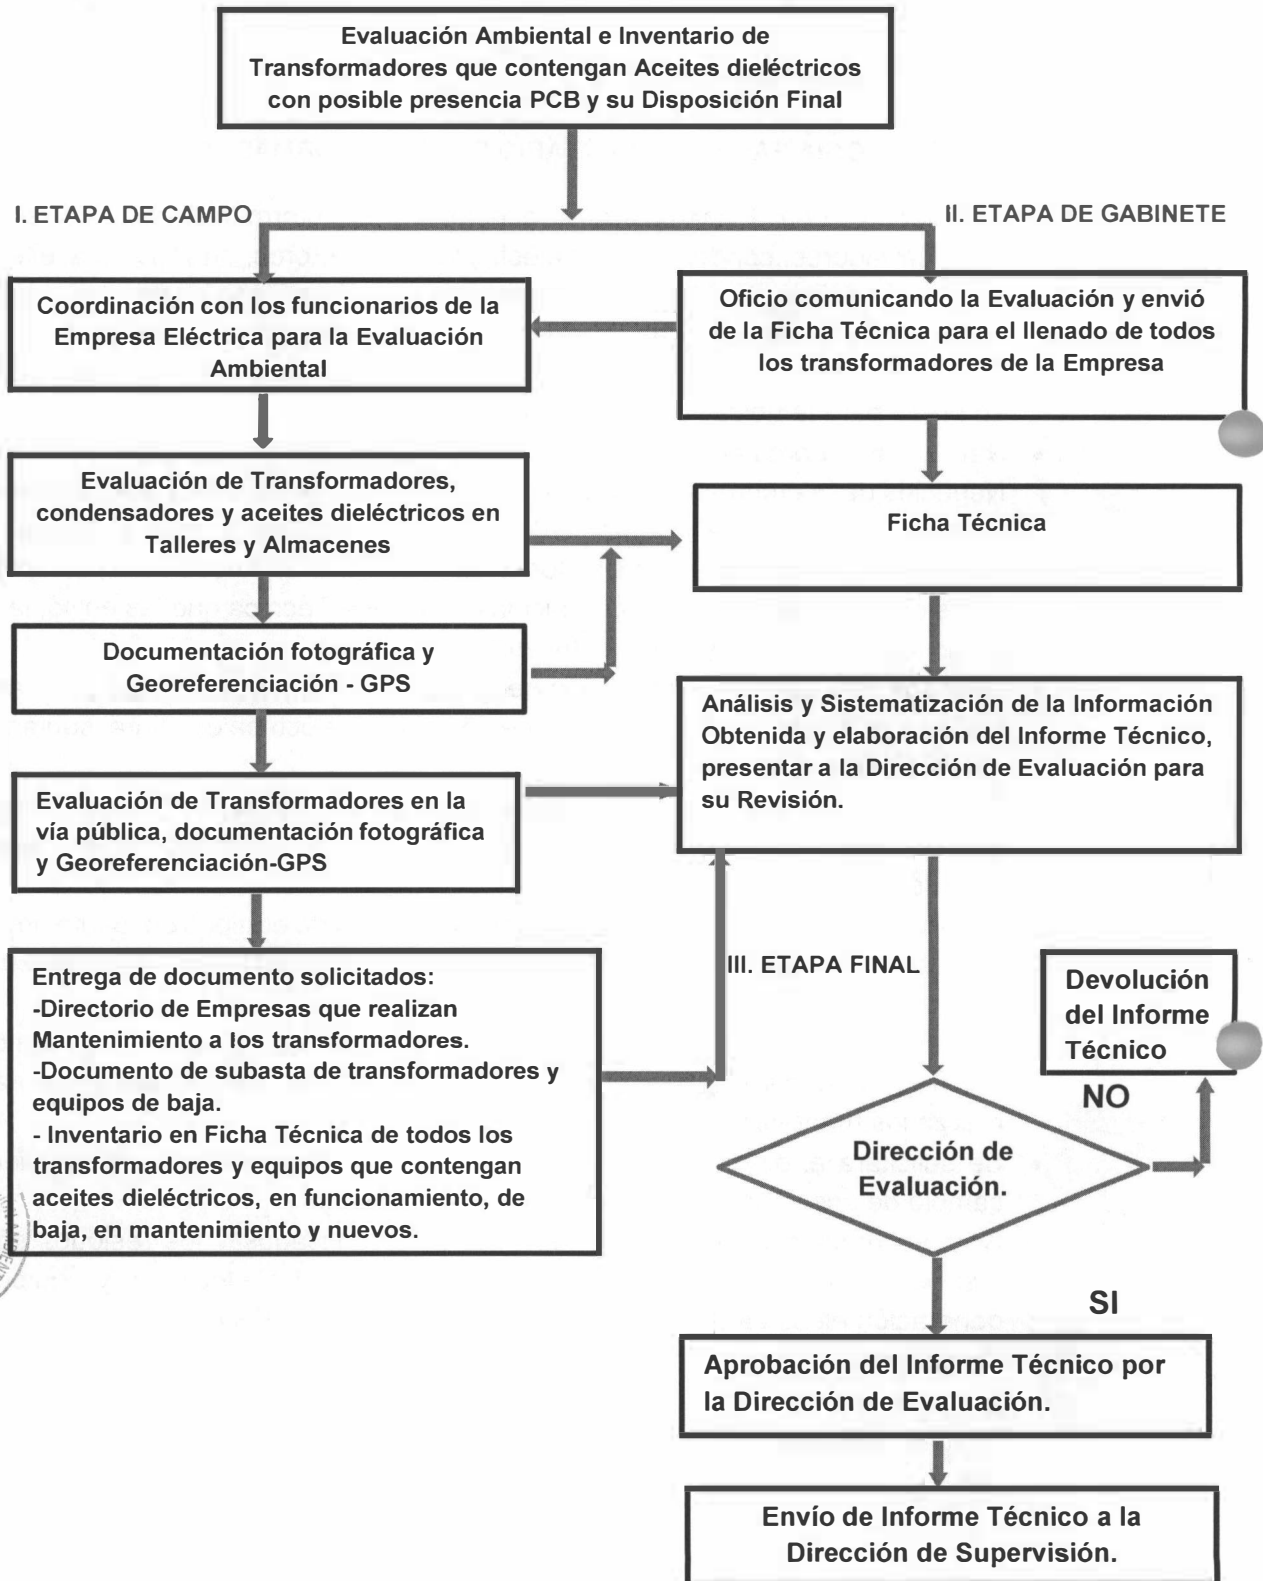 Evaluación Ambiental e Inventario de
Transformadores que contengan Aceites dieléctricos
con posible presencia PCB y su Disposición Final
I. ETAPA DE CAMPO
II. ETAPA DE GABINETE
Coordinación con los funcionarios de la
Empresa Eléctrica para la Evaluación
Ambiental
Oficio comunicando la Evaluación y envió
de la Ficha Técnica para el llenado de todos
los transformadores de la Empresa
Evaluación de Transformadores,
condensadores y aceites dieléctricos en
Talleres y Almacenes
Ficha Técnica
Documentación fotográfica y
Georeferenciación - GPS
Análisis y Sistematización de la Información
Obtenida y elaboración del Informe Técnico,
presentar a la Dirección de Evaluación para
su Revisión.
Evaluación de Transformadores en la
vía pública, documentación fotográfica
y Georeferenciación-GPS
Entrega de documento solicitados:
-Directorio de Empresas que realizan
Mantenimiento a los transformadores.
-Documento de subasta de transformadores y
equipos de baja.
- Inventario en Ficha Técnica de todos los
transformadores y equipos que contengan
aceites dieléctricos, en funcionamiento, de
baja, en mantenimiento y nuevos.
III. ETAPA FINAL
Devolución
del Informe
Técnico
NO
Dirección de
Evaluación.
SI
Aprobación del Informe Técnico por
la Dirección de Evaluación.
Envío de Informe Técnico a la
Dirección de Supervisión.